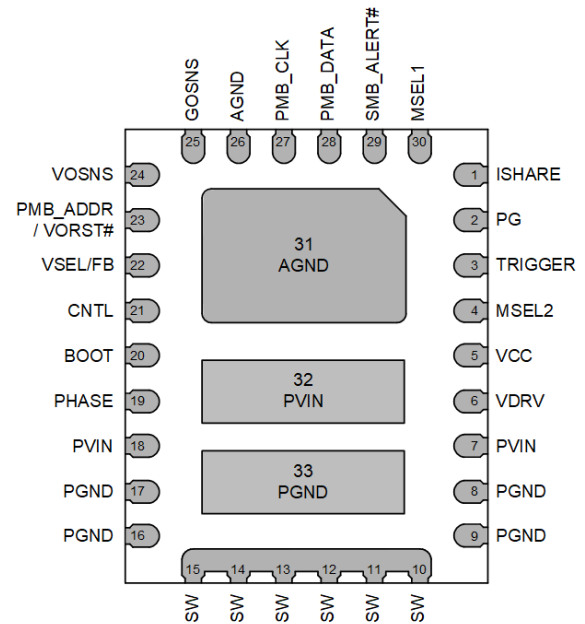 GOSNS
AGND
PMB_CLK
PMB_DATA
SMB_ALERT#
MSEL1
25
26
27
28
29
30
VOSNS
24
1
ISHARE
PMB_ADDR
/ VORST#
23
2
PG
VSEL/FB
22
3
TRIGGER
CNTL
21
4
MSEL2
BOOT
20
5
VCC
PHASE
19
6
VDRV
PVIN
18
7
PVIN
PGND
17
8
PGND
PGND
16
9
PGND
31
AGND
32
PVIN
33
PGND
15
14
13
12
11
10
SW
SW
SW
SW
SW
SW